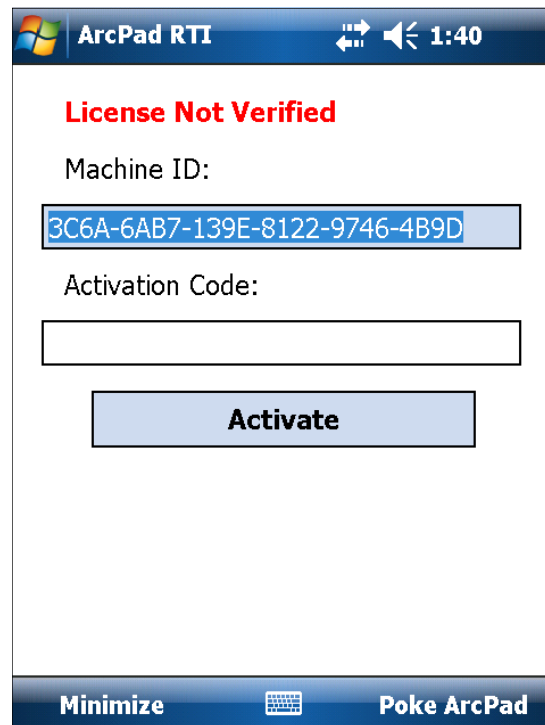 ArcPad RTI 1:40
License Not Verified
Machine ID:
3C6A-6AB7-139E-8122-9746-4B9D
Activation Code:
Activate
Minimize Poke ArcPad